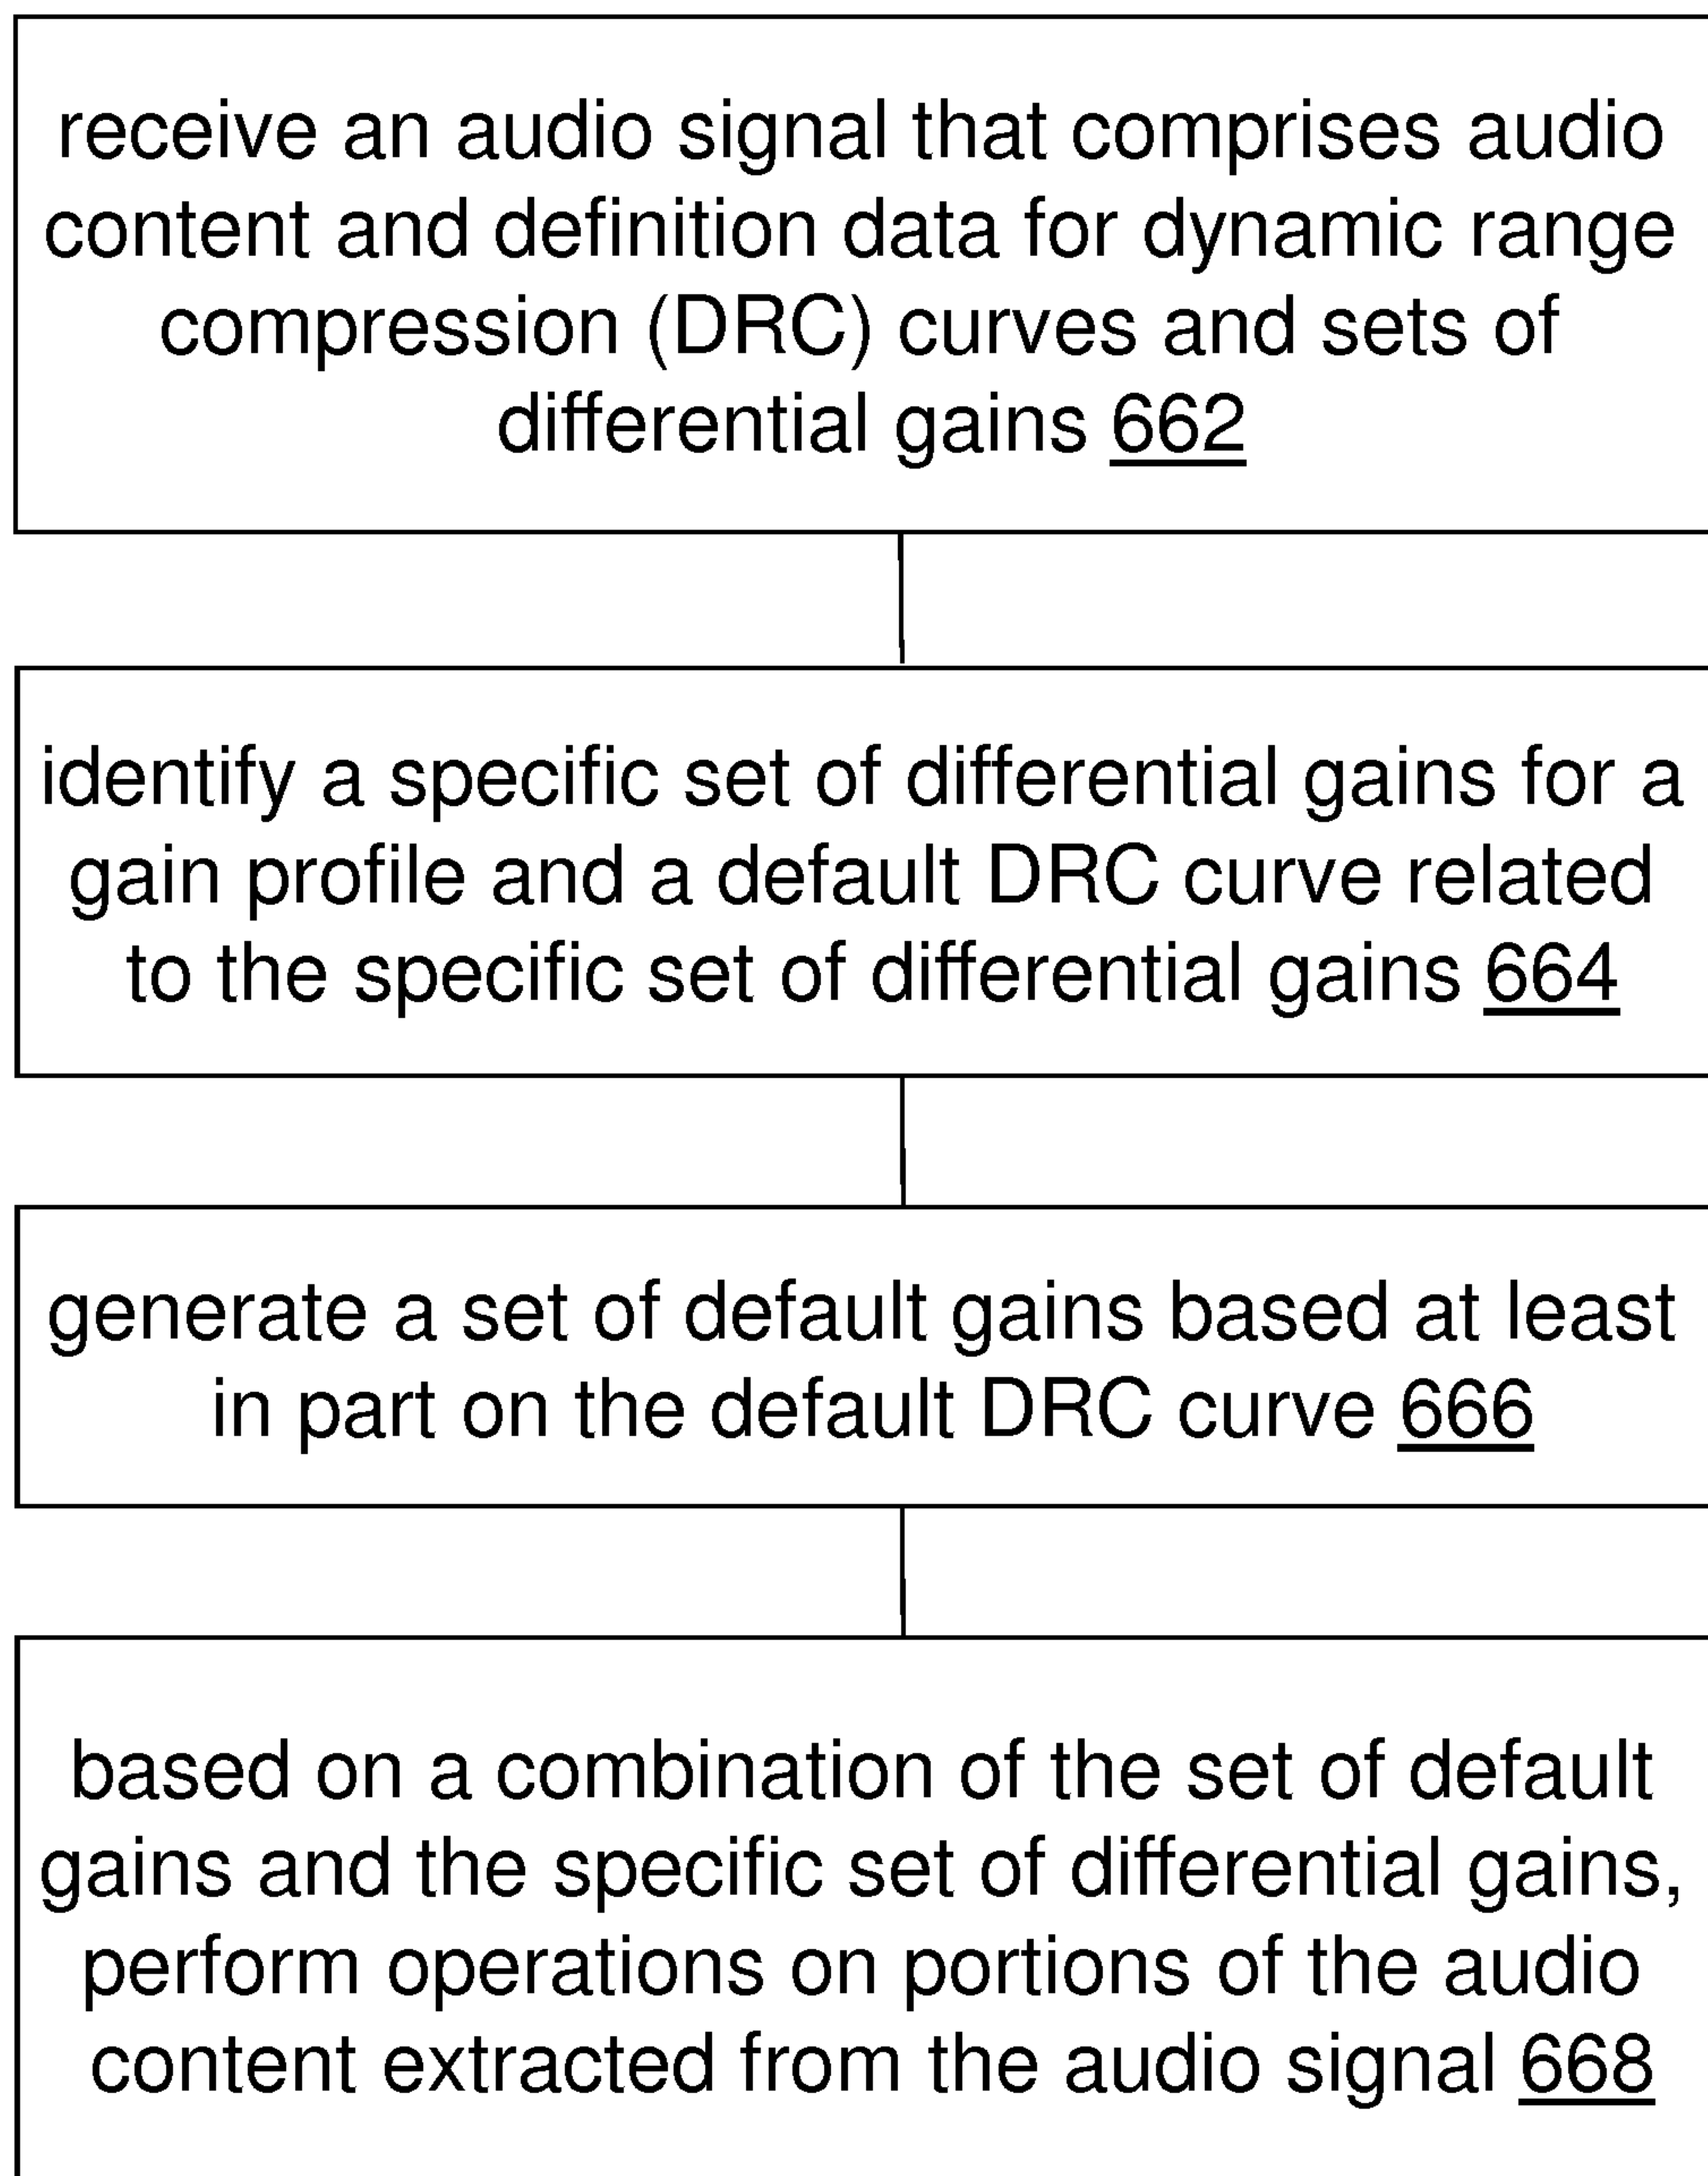 receive an audio signal that comprises audio
content and definition data for dynamic range
compression (DRC) curves and sets of
differential gains 662
identify a specific set of differential gains for a
gain profile and a default DRC curve related
to the specific set of differential gains 664
generate a set of default gains based at least
in part on the default DRC curve 666
based on a combination of the set of default
gains and the specific set of differential gains,
perform operations on portions of the audio
content extracted from the audio signal 668